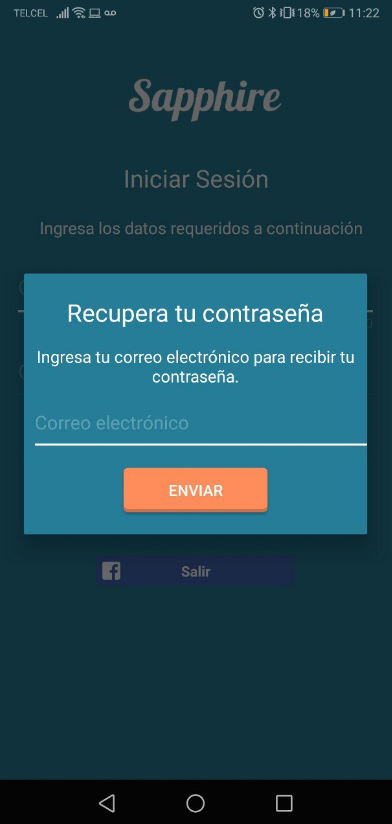 TELCEL 18% 11:22
Sapphire
Iniciar Sesión
Ingresa los datos requeridos a continuación
Recupera tu contraseña
Ingresa tu correo electrónico para recibir tu
contraseña.
Correo electrónico
ENVIAR
Salir